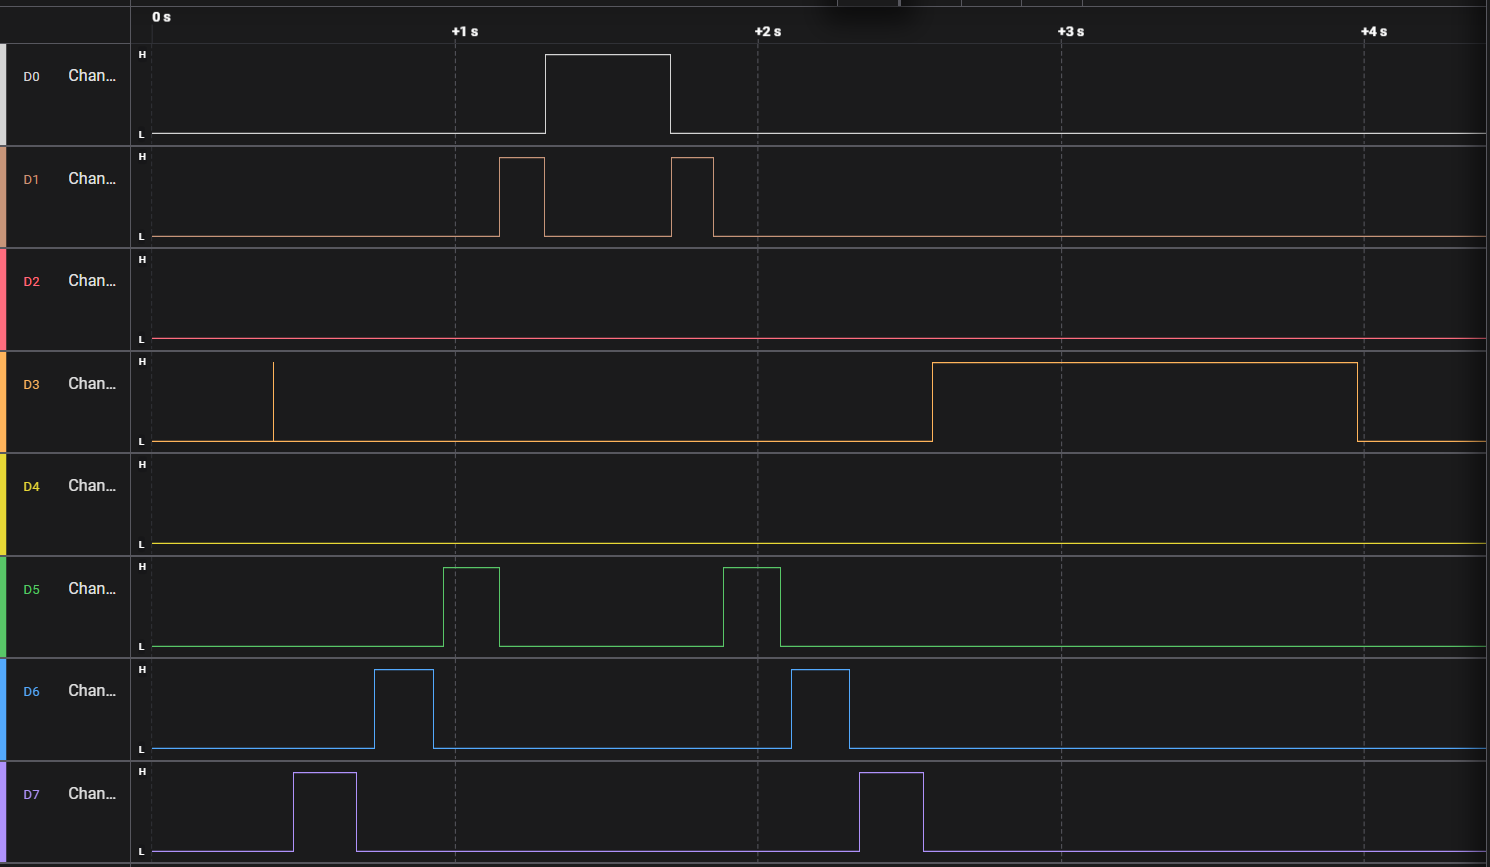 0 s
+1 s +2 s +3 s +4 s
H
D0 Chan...
L
H
D1 Chan...
L
H
D2 Chan...
L
H
D3 Chan...
L
H
D4 Chan...
L
H
D5 Chan...
L
H
D6 Chan...
L
H
D7 Chan...
L